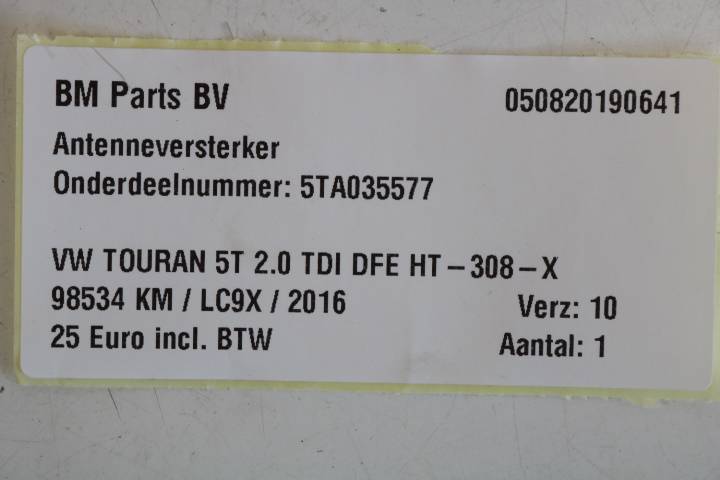 BM Parts BV 050820190641
Antenneversterker
Onderdeelnummer: 5TA035577
VW TOURAN 5T 2.0 TDI DFE HT-308-X
98534 KM / LC9X / 2016 Verz: 10
25 Euro incl. BTW Aantal: 1